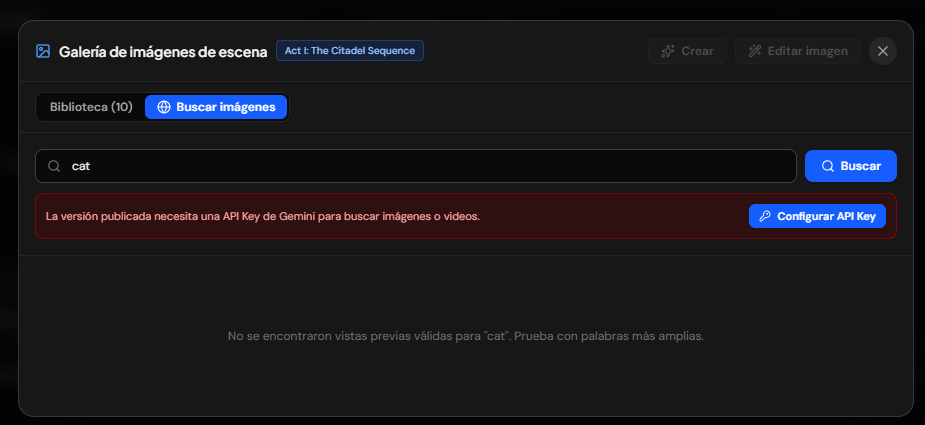 Galería de imágenes de escena
Act I: The Citadel Sequence
Crear
Editar imagen
Biblioteca (10)
Buscar imágenes
cat
Buscar
La versión publicada necesita una API Key de Gemini para buscar imágenes o videos.
Configurar API Key
No se encontraron vistas previas válidas para "cat". Prueba con palabras más amplias.